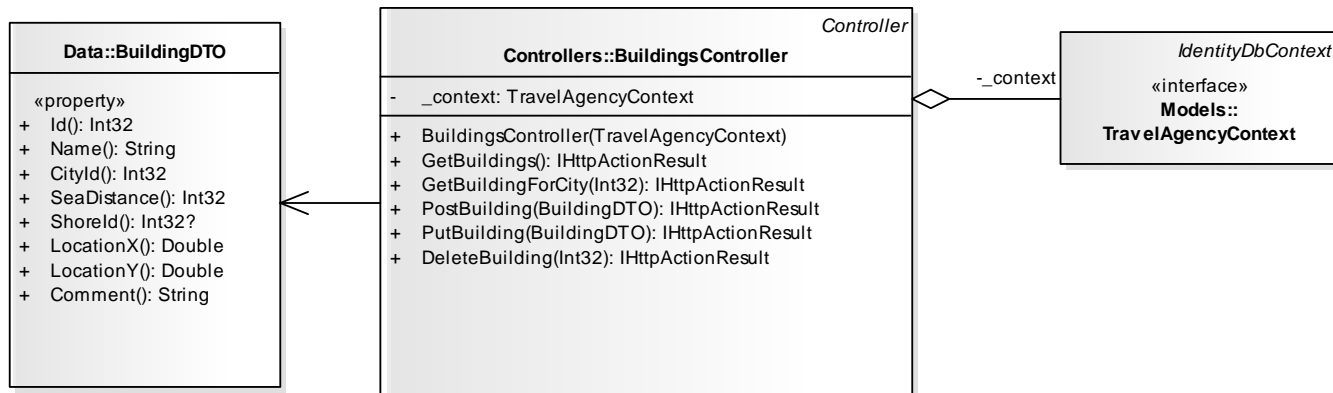 Data::BuildingDTO
«property»
+ Id(): Int32
+ Name(): String
+ CityId(): Int32
+ SeaDistance(): Int32
+ ShoreId(): Int32?
+ LocationX(): Double
+ LocationY(): Double
+ Comment(): String
Controller
Controllers::BuildingsController
- _context: TravelAgencyContext
+ BuildingsController(TravelAgencyContext)
+ GetBuildings(): IHttpActionResult
+ GetBuildingForCity(Int32): IHttpActionResult
+ PostBuilding(BuildingDTO): IHttpActionResult
+ PutBuilding(BuildingDTO): IHttpActionResult
+ DeleteBuilding(Int32): IHttpActionResult
-_context
IdentityDbContext
«interface»
Models::
TravelAgencyContext